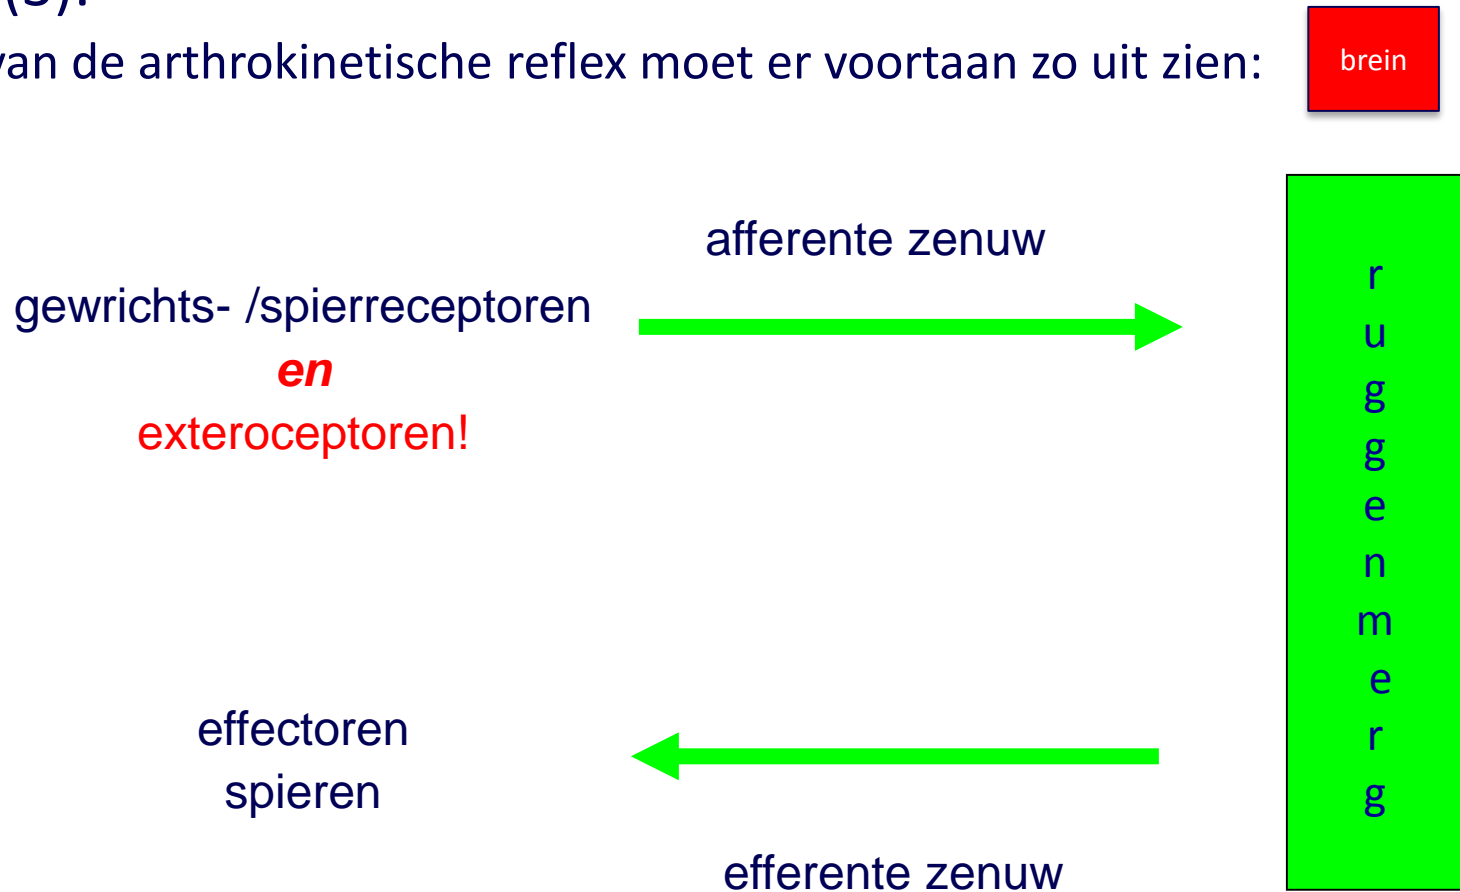 (3):
van de arthrokinetische reflex moet er voortaan zo uit zien:
brein
afferente zenuw
gewrichts- /spierreceptoren
en
exteroceptoren!
r
u
g
g
e
n
m
e
r
g
effectoren
spieren
efferente zenuw